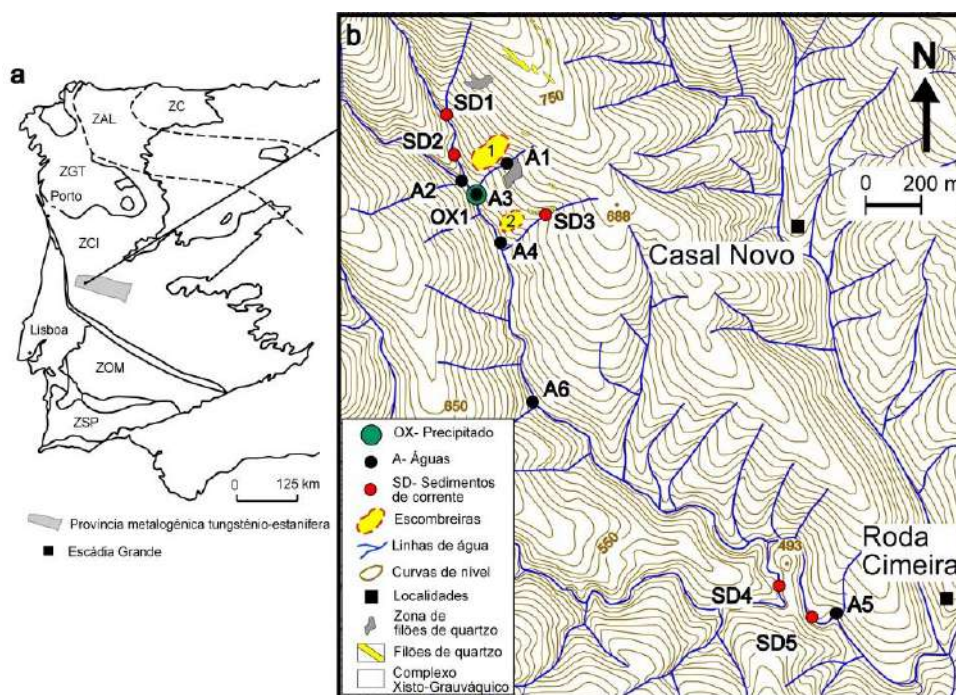 a
ZC
ZAL
ZGT
Porto
ZCI
Lisboa
ZOM
ZSP
0 125 km
Província metalogénica tungsténio-estanifera
Escádia Grande
b
N
750
SD1
SD2
1
A1
A2
A3
0 200 m
OX1
2
SD3
688
A4
Casal Novo
A6
650
OX- Precipitado
A- Águas
SD- Sedimentos
de corrente
Escombreiras
Linhas de água
Curvas de nível
Localidades
Zona de
filões de quartzo
Filões de quartzo
Complexo
Xisto-Grauváquico
550
493
Roda
Cimeira
SD4
A5
SD5